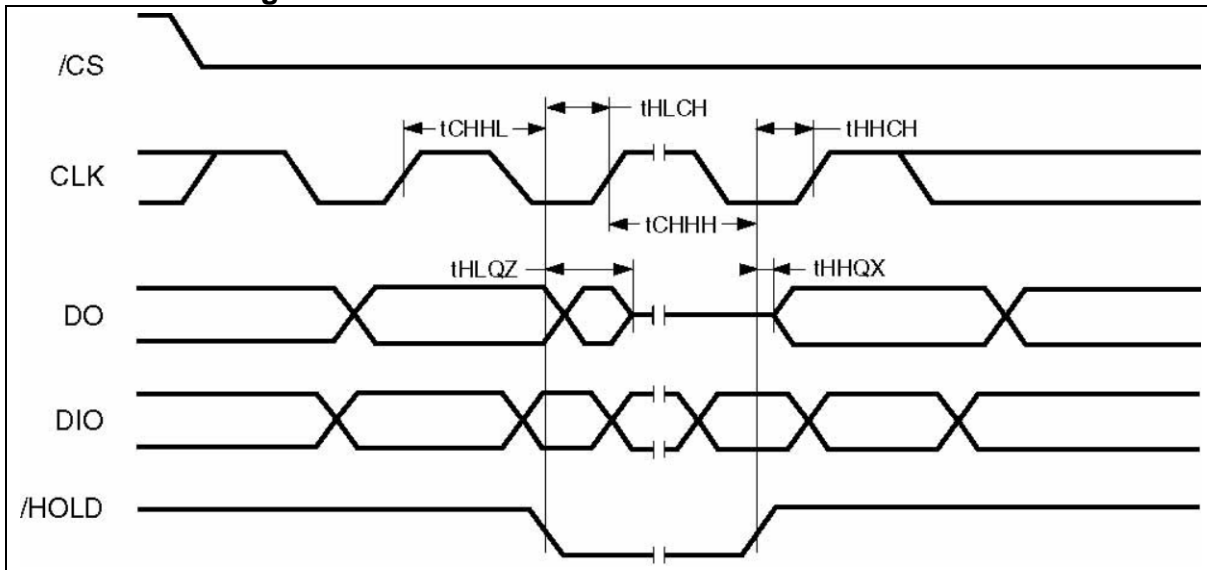 /CS
tHLCH
tCHHL
tHHCH
CLK
tCHHH
tHLQZ
tHHQX
DO
DIO
/HOLD